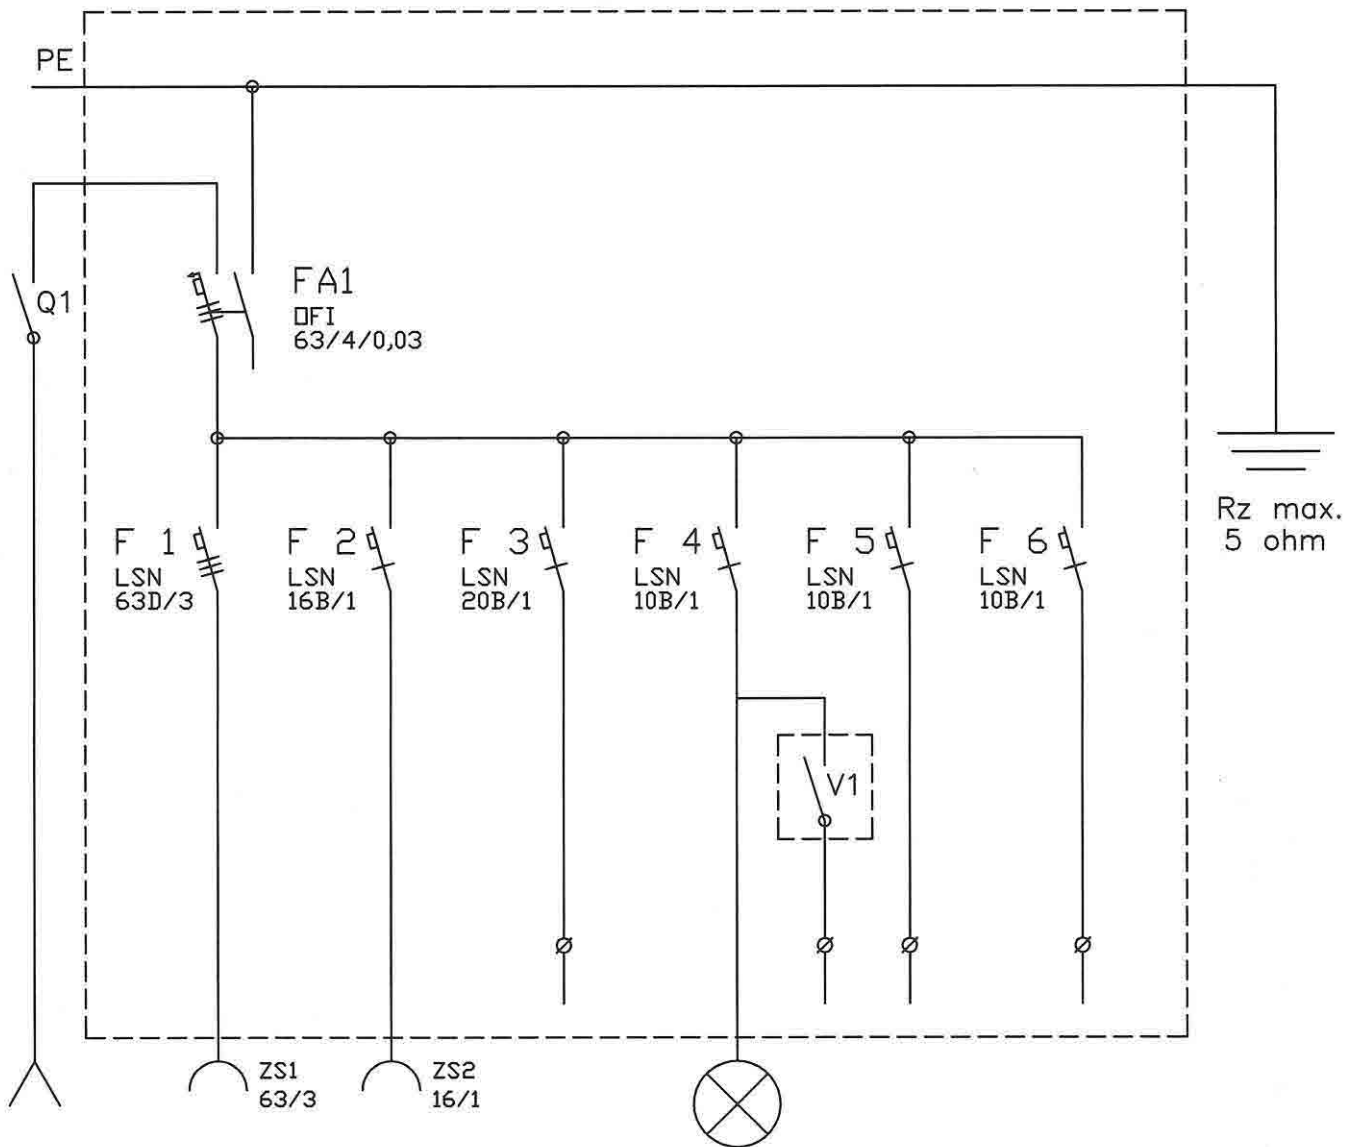 PE
Q1
FA1
OFI
63/4/0,03
Rz max.
5 ohm
F 1
LSN
63D/3
F 2
LSN
16B/1
F 3
LSN
20B/1
F 4
LSN
10B/1
F 5
LSN
10B/1
F 6
LSN
10B/1
V1
ZS1
63/3
ZS2
16/1